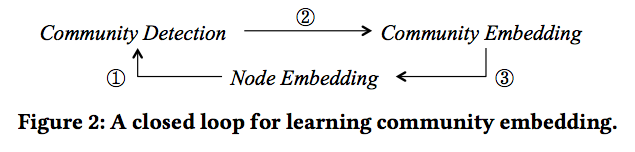 ②
Community Detection Community Embedding
① Node Embedding ③
Figure 2: A closed loop for learning community embedding.